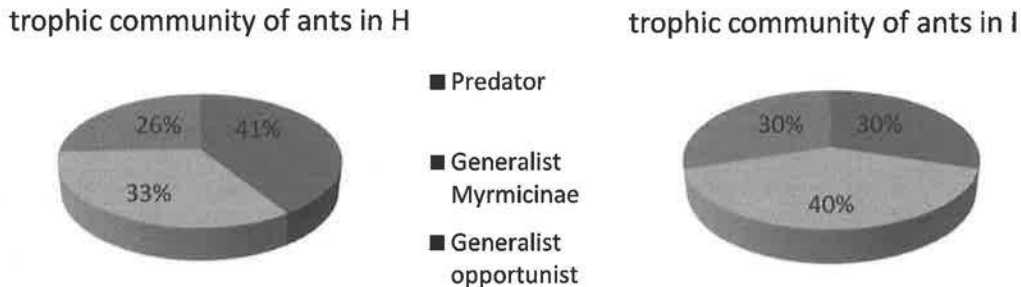 trophic community of ants in H
26%
41%
33%
■ Predator
■ Generalist
Myrmicinae
■ Generalist
opportunist
trophic community of ants in I
30%
30%
40%